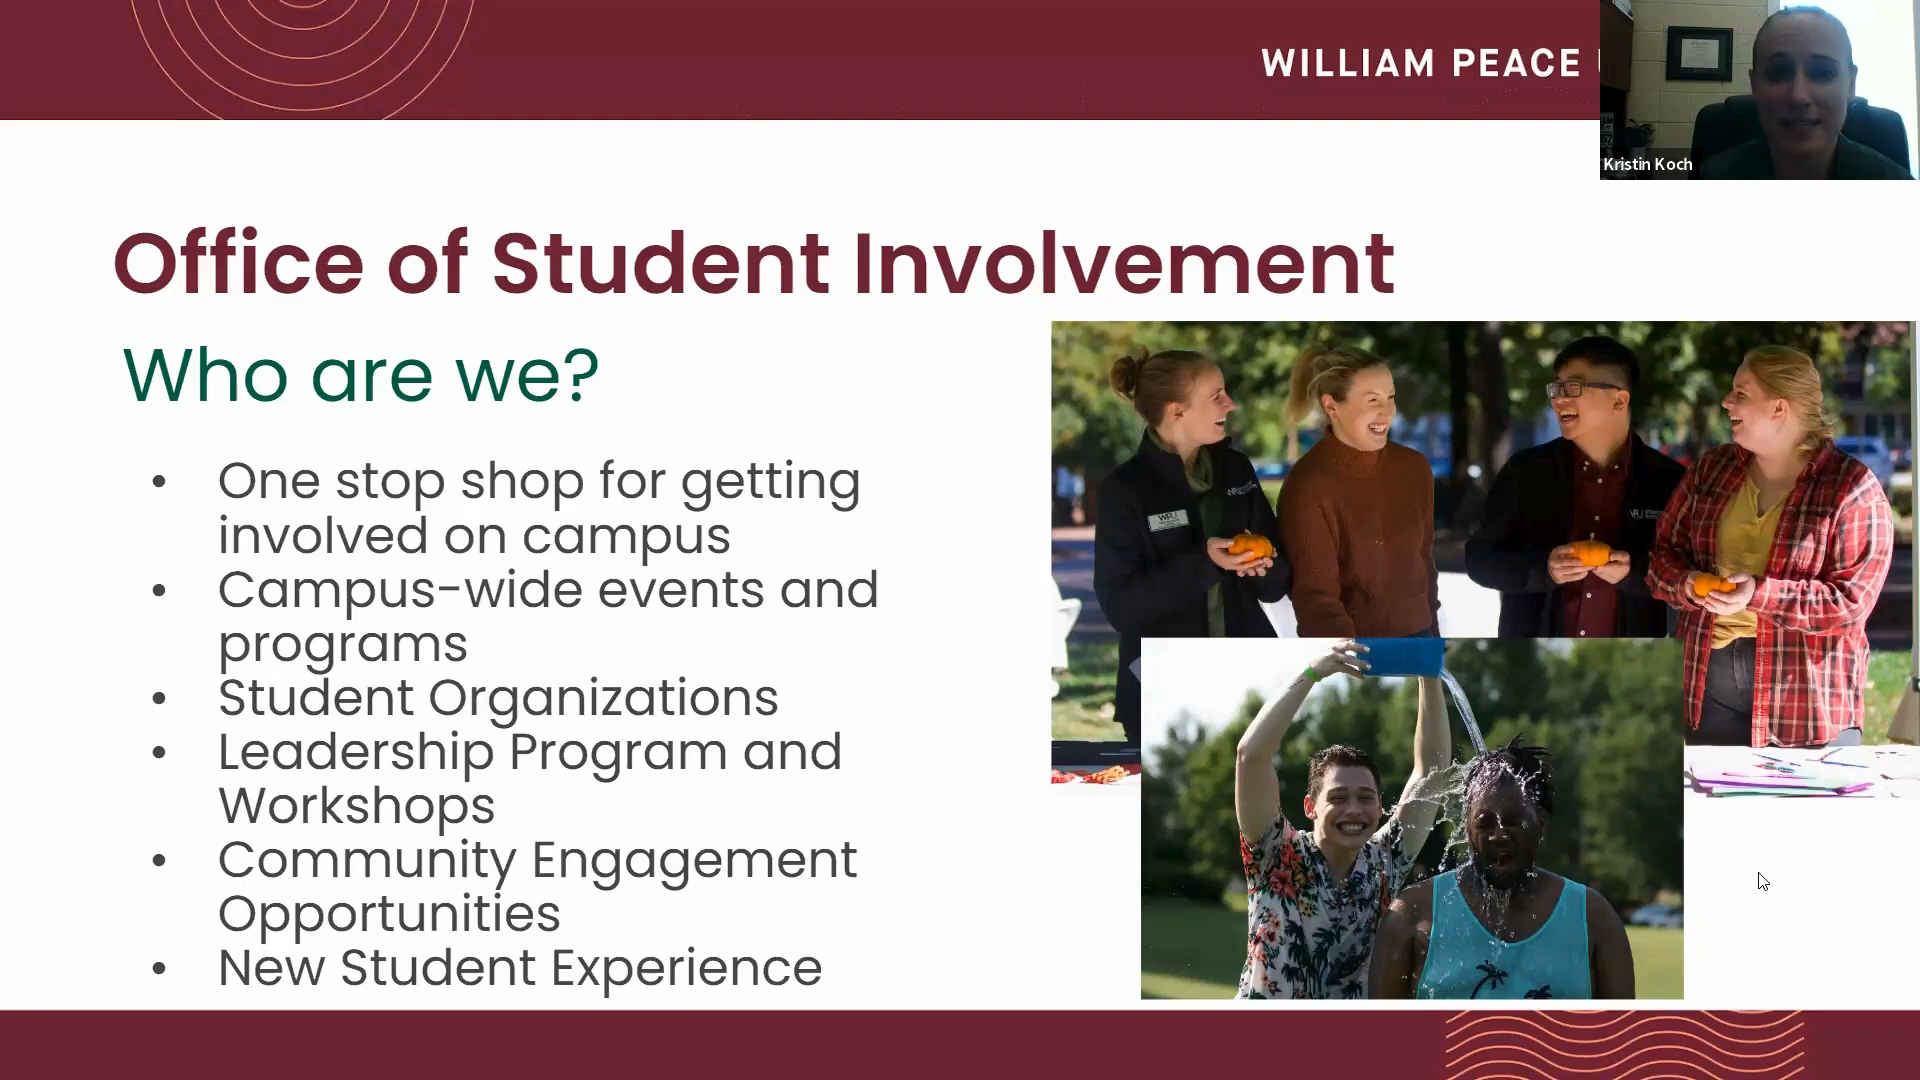 WILLIAM PEACE
Kristin Koch
Office of Student Involvement
Who are we?
• One stop shop for getting
involved on campus
• Campus-wide events and
programs
• Student Organizations
• Leadership Program and
Workshops
• Community Engagement
Opportunities
• New Student Experience